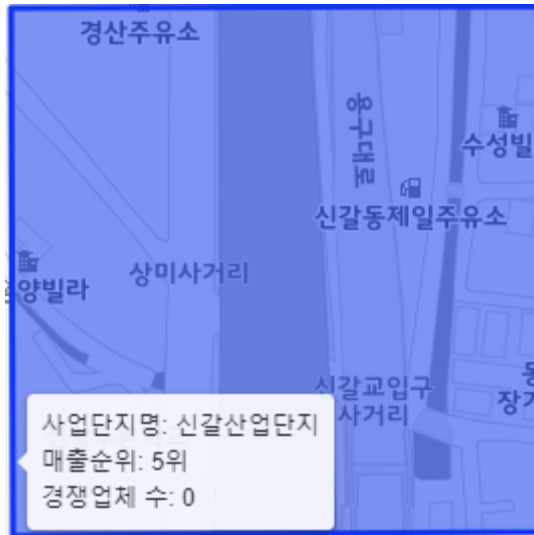 경산주유소
용구대로
수성빌
신갈동제일주유소
상미사거리
양빌라
신갈교입구
사거리
장기
사업단지명: 신갈산업단지
매출순위: 5위
경쟁업체 수: 0